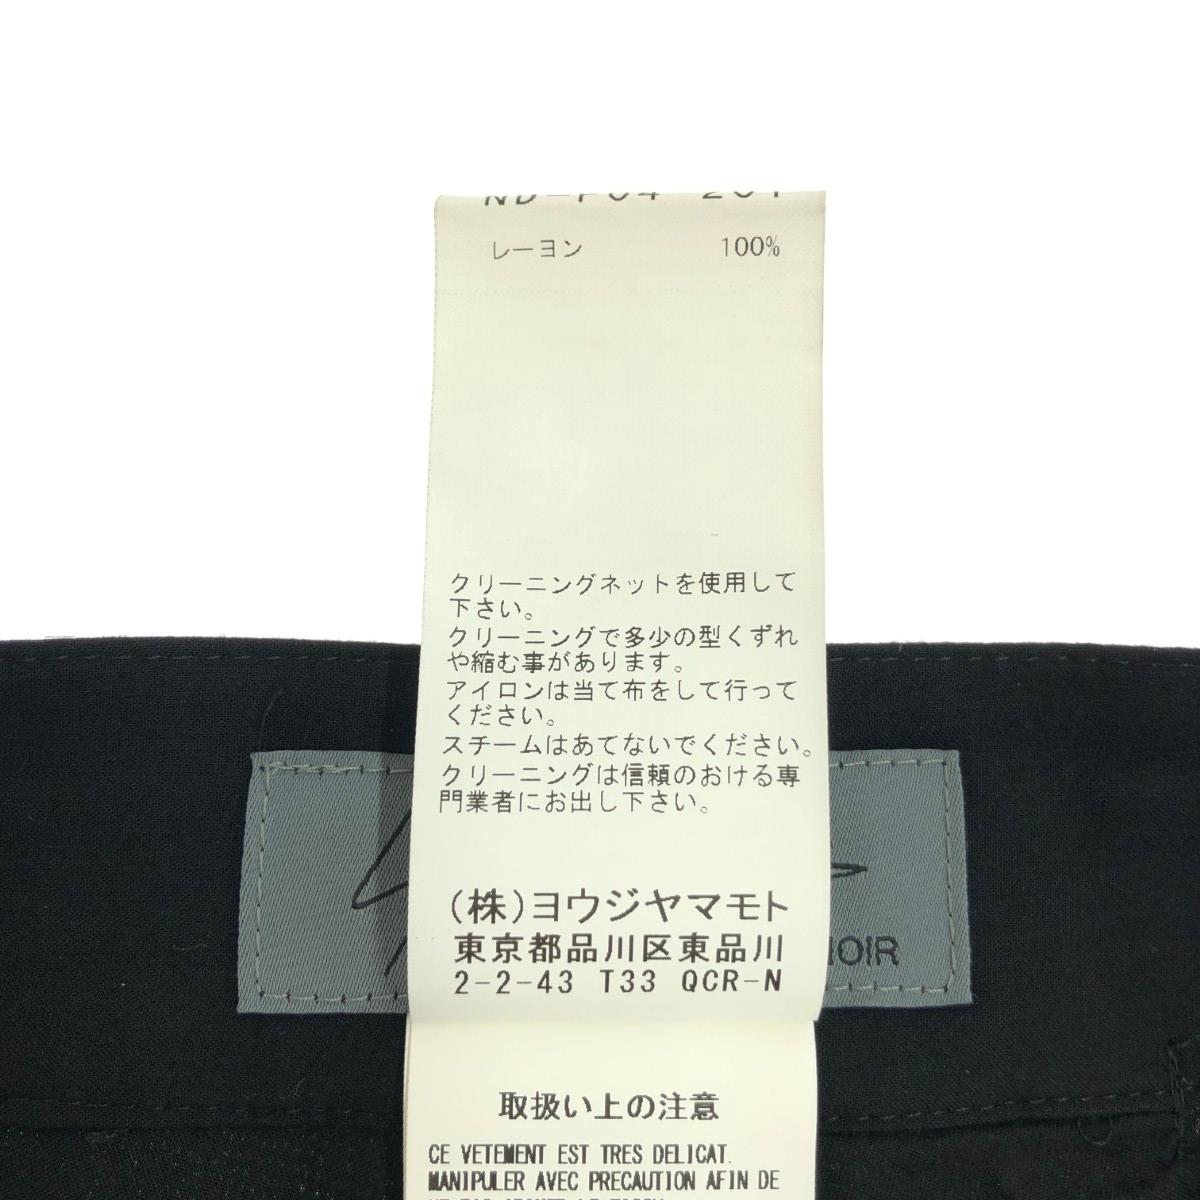 ND-P04 201
レーヨン 100%
クリーニングネットを使用して
下さい。
クリーニングで多少の型くずれ
や縮む事があります。
アイロンは当て布をして行って
ください。
スチームはあてないでください。
クリーニングは信頼のおける専
門業者にお出し下さい。
(株)ヨウジヤマモト
東京都品川区東品川
2-2-43 T33 QCR-N
NOIR
取扱い上の注意
CE VETEMENT EST TRES DELICAT.
MANIPULER AVEC PRECAUTION AFIN DE